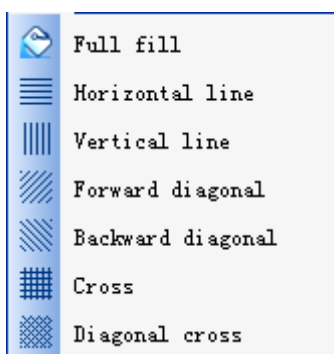 Full fill
Horizontal line
Vertical line
Forward diagonal
Backward diagonal
Cross
Diagonal cross